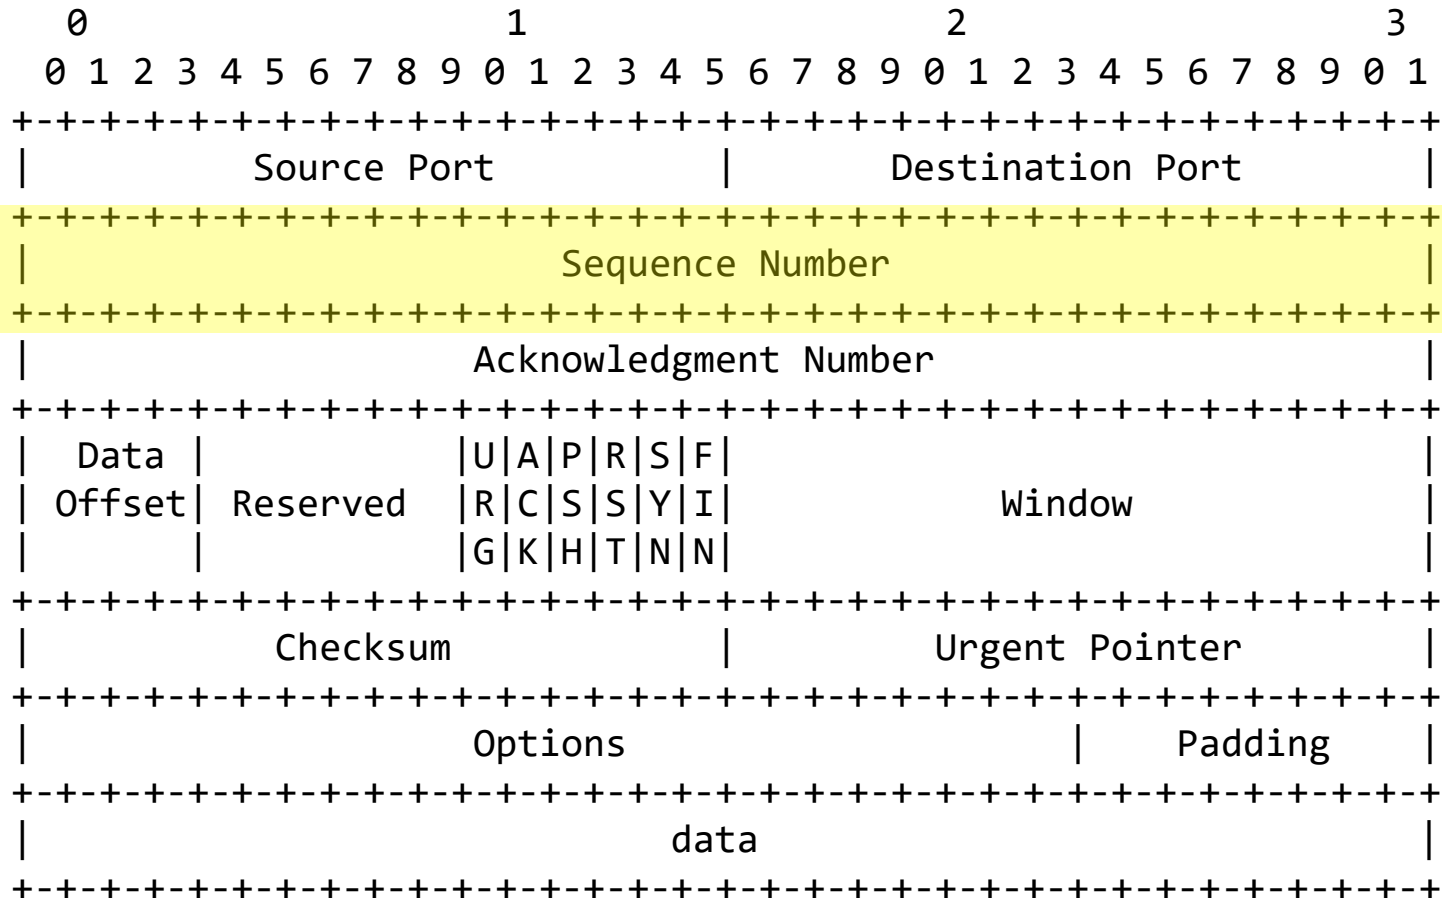 0                   1                   2                   3
 0 1 2 3 4 5 6 7 8 9 0 1 2 3 4 5 6 7 8 9 0 1 2 3 4 5 6 7 8 9 0 1
+-+-+-+-+-+-+-+-+-+-+-+-+-+-+-+-+-+-+-+-+-+-+-+-+-+-+-+-+-+-+-+-+
|          Source Port          |       Destination Port        |
+-+-+-+-+-+-+-+-+-+-+-+-+-+-+-+-+-+-+-+-+-+-+-+-+-+-+-+-+-+-+-+-+
|                        Sequence Number                        |
+-+-+-+-+-+-+-+-+-+-+-+-+-+-+-+-+-+-+-+-+-+-+-+-+-+-+-+-+-+-+-+-+
|                    Acknowledgment Number                      |
+-+-+-+-+-+-+-+-+-+-+-+-+-+-+-+-+-+-+-+-+-+-+-+-+-+-+-+-+-+-+-+-+
|  Data |           |U|A|P|R|S|F|                               |
| Offset| Reserved  |R|C|S|S|Y|I|            Window             |
|       |           |G|K|H|T|N|N|                               |
+-+-+-+-+-+-+-+-+-+-+-+-+-+-+-+-+-+-+-+-+-+-+-+-+-+-+-+-+-+-+-+-+
|           Checksum            |         Urgent Pointer        |
+-+-+-+-+-+-+-+-+-+-+-+-+-+-+-+-+-+-+-+-+-+-+-+-+-+-+-+-+-+-+-+-+
|                    Options                    |    Padding    |
+-+-+-+-+-+-+-+-+-+-+-+-+-+-+-+-+-+-+-+-+-+-+-+-+-+-+-+-+-+-+-+-+
|                             data                              |
+-+-+-+-+-+-+-+-+-+-+-+-+-+-+-+-+-+-+-+-+-+-+-+-+-+-+-+-+-+-+-+-+